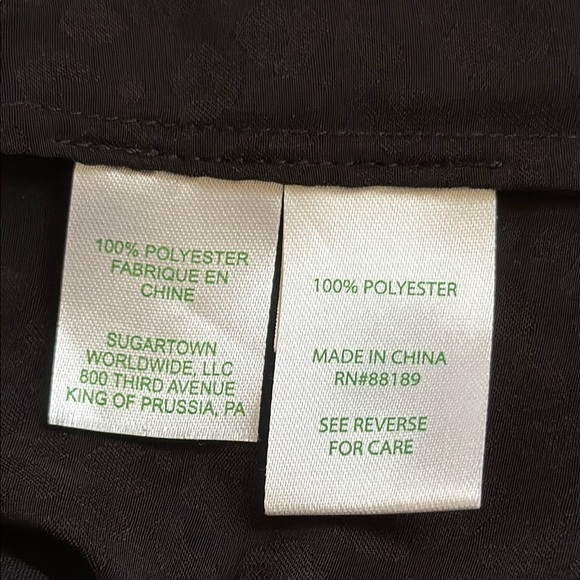 100% POLYESTER
FABRIQUE EN
CHINE
SUGARTOWN
WORLDWIDE, LLC
800 THIRD AVENUE
KING OF PRUSSIA, PA
100% POLYESTER
MADE IN CHINA
RN#88189
SEE REVERSE
FOR CARE